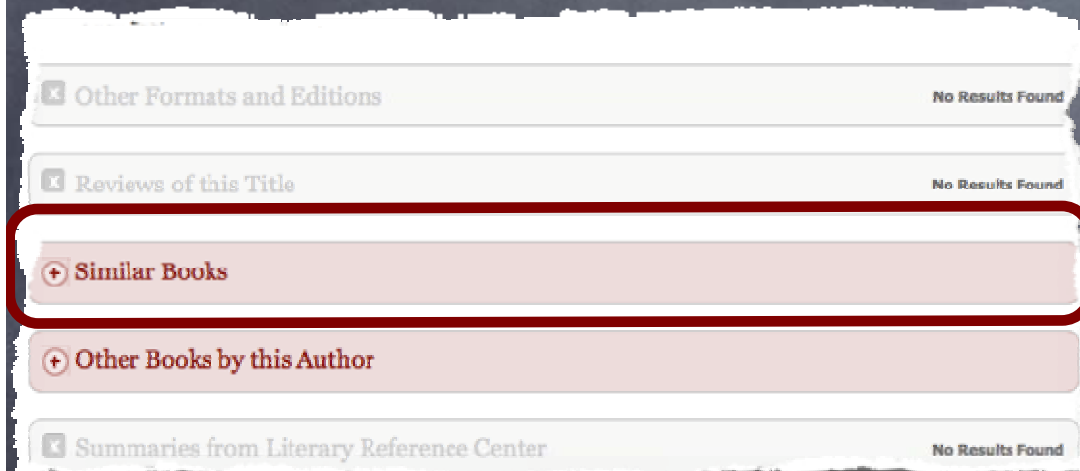 Other Formats and Editions No Results Found
Reviews of this Title No Results Found
Similar Books
Other Books by this Author
Summaries from Literary Reference Center No Results Found